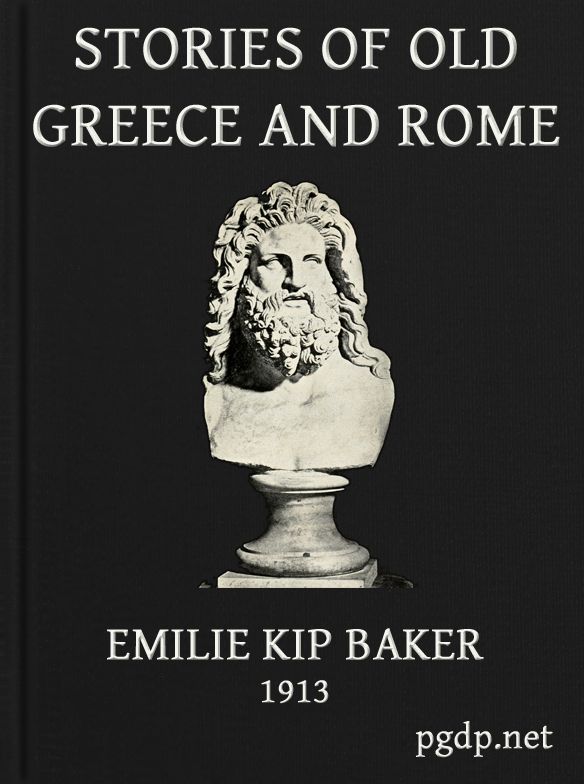 STORIES OF OLD
GREECE AND ROME
EMILIE KIP BAKER
1913
pgdp.net